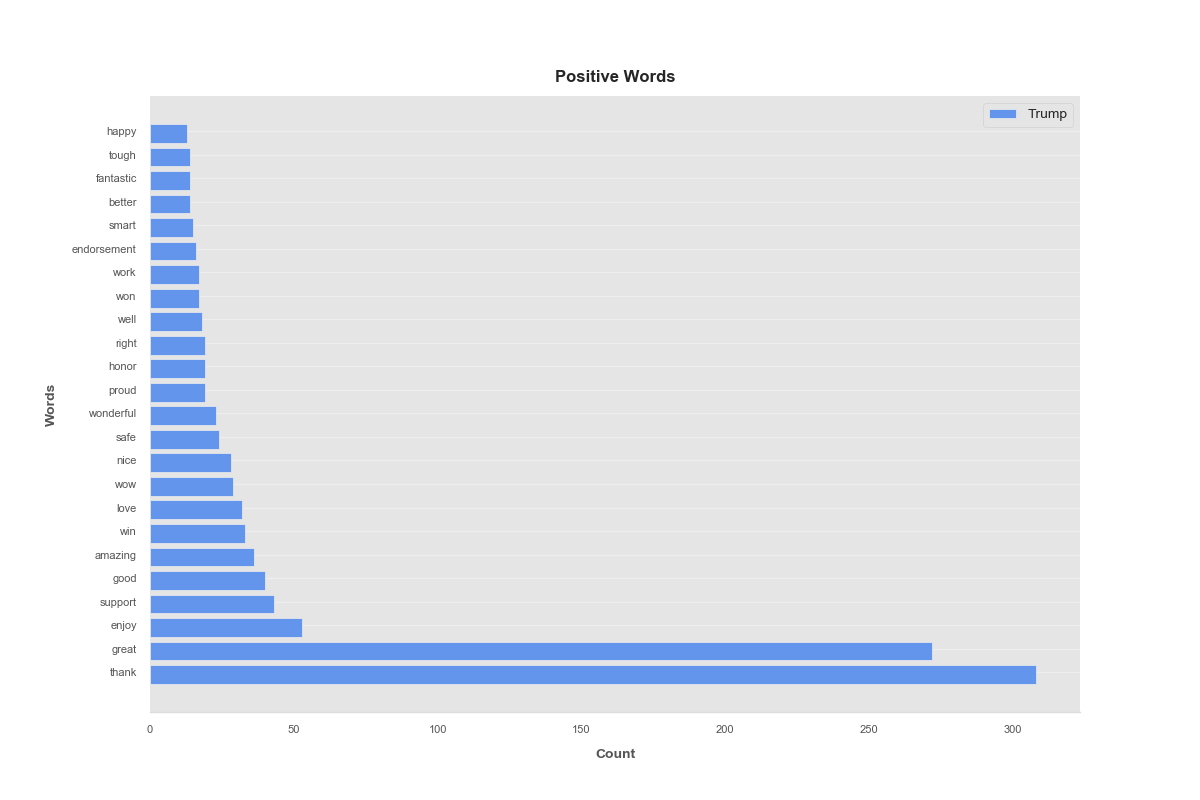 Positive Words
Trump
happy
tough
fantastic
better
smart
endorsement
work
won
well
right
honor
proud
wonderful
safe
nice
wow
love
win
amazing
good
support
enjoy
great
thank
Words
0 50 100 150 200 250 300
Count